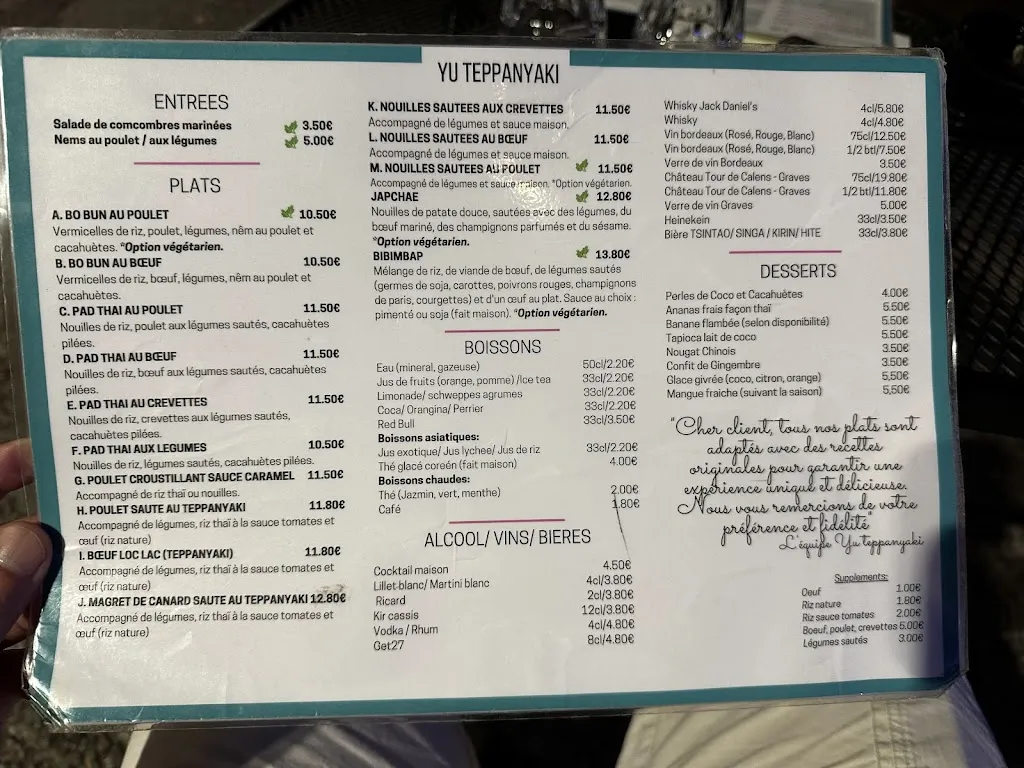 YU TEPPANYAKI
ENTREES
Salade de comcombres marinées 3.50€
Nems au poulet / aux légumes 5.00€
PLATS
A. BO BUN AU POULET 10.50€
Vermicelles de riz, poulet, légumes, nêm au poulet et
cacahuètes. *Option végétarien.
B. BO BUN AU BŒUF 10.50€
Vermicelles de riz, bœuf, légumes, nêm au poulet et
cacahuètes.
C. PAD THAI AU POULET 11.50€
Nouilles de riz, poulet aux légumes sautés, cacahuètes
pilées.
D. PAD THAI AU BŒUF 11.50€
Nouilles de riz, bœuf aux légumes sautés, cacahuètes
pilées.
E. PAD THAI AU CREVETTES 11.50€
Nouilles de riz, crevettes aux légumes sautés,
cacahuètes pilées.
F. PAD THAI AUX LEGUMES 10.50€
Nouilles de riz, légumes sautés, cacahuètes pilées.
G. POULET CROUSTILLANT SAUCE CARAMEL 11.50€
Accompagné de riz thaï ou nouilles.
H. POULET SAUTE AU TEPPANYAKI 11.80€
Accompagné de légumes, riz thaï à la sauce tomates et
œuf (riz nature)
I. BŒUF LOC LAC (TEPPANYAKI) 11.80€
Accompagné de légumes, riz thaï à la sauce tomates et
œuf (riz nature)
J. MAGRET DE CANARD SAUTE AU TEPPANYAKI 12.80€
Accompagné de légumes, riz thaï à la sauce tomates et
œuf (riz nature)
K. NOUILLES SAUTEES AUX CREVETTES 11.50€
Accompagné de légumes et sauce maison.
L. NOUILLES SAUTEES AU BŒUF 11.50€
Accompagné de légumes et sauce maison.
M. NOUILLES SAUTEES AU POULET 11.50€
Accompagné de légumes et sauce maison. *Option végétarien.
JAPCHAE 12.80€
Nouilles de patate douce, sautées avec des légumes, du
bœuf mariné, des champignons parfumés et du sésame.
*Option végétarien.
BIBIMBAP 13.80€
Mélange de riz, de viande de bœuf, de légumes sautés
(germes de soja, carottes, poivrons rouges, champignons
de paris, courgettes) et d'un œuf au plat. Sauce au choix :
pimenté ou soja (fait maison). *Option végétarien.
BOISSONS
Eau (mineral, gazeuse) 50cl/2.20€
Jus de fruits (orange, pomme) /Ice tea 33cl/2.20€
Limonade/ schweppes agrumes 33cl/2.20€
Coca/ Orangina/ Perrier 33cl/2.20€
Red Bull 33cl/3.50€
Boissons asiatiques:
Jus exotique/ Jus lychee/ Jus de riz 33cl/2.20€
Thé glacé coreén (fait maison) 4.00€
Boissons chaudes:
Thé (Jazmin, vert, menthe) 2.00€
Café 1.80€
ALCOOL/ VINS/ BIERES
Cocktail maison 4.50€
Lillet-blanc/ Martini blanc 4cl/3.80€
Ricard 2cl/3.80€
Kir cassis 12cl/3.80€
Vodka / Rhum 4cl/4.80€
Get27 8cl/4.80€
Whisky Jack Daniel's 4cl/5.80€
Whisky 4cl/4.80€
Vin bordeaux (Rosé, Rouge, Blanc) 75cl/12.50€
Vin bordeaux (Rosé, Rouge, Blanc) 1/2 btl/7.50€
Verre de vin Bordeaux 3.50€
Château Tour de Calens - Graves 75cl/19.80€
Château Tour de Calens - Graves 1/2 btl/11.80€
Verre de vin Graves 5.00€
Heinekein 33cl/3.50€
Bière TSINTAO/ SINGA / KIRIN/ HITE 33cl/3.80€
DESSERTS
Perles de Coco et Cacahuètes 4.00€
Ananas frais façon thaï 5.50€
Banane flambée (selon disponibilité) 5.50€
Tapioca lait de coco 5.50€
Nougat Chinois 3.50€
Confit de Gingembre 3.50€
Glace givrée (coco, citron, orange) 5,50€
Mangue fraiche (suivant la saison) 5,50€
"Cher client, tous nos plats sont
adaptés avec des recettes
originales pour garantir une
expérience unique et délicieuse.
Nous vous remercions de votre
préférence et fidélité"
L'équipe Yu teppanyaki
Supplements:
Oeuf 1.00€
Riz nature 1.80€
Riz sauce tomates 2.00€
Boeuf, poulet, crevettes 5.00€
Légumes sautés 3.00€